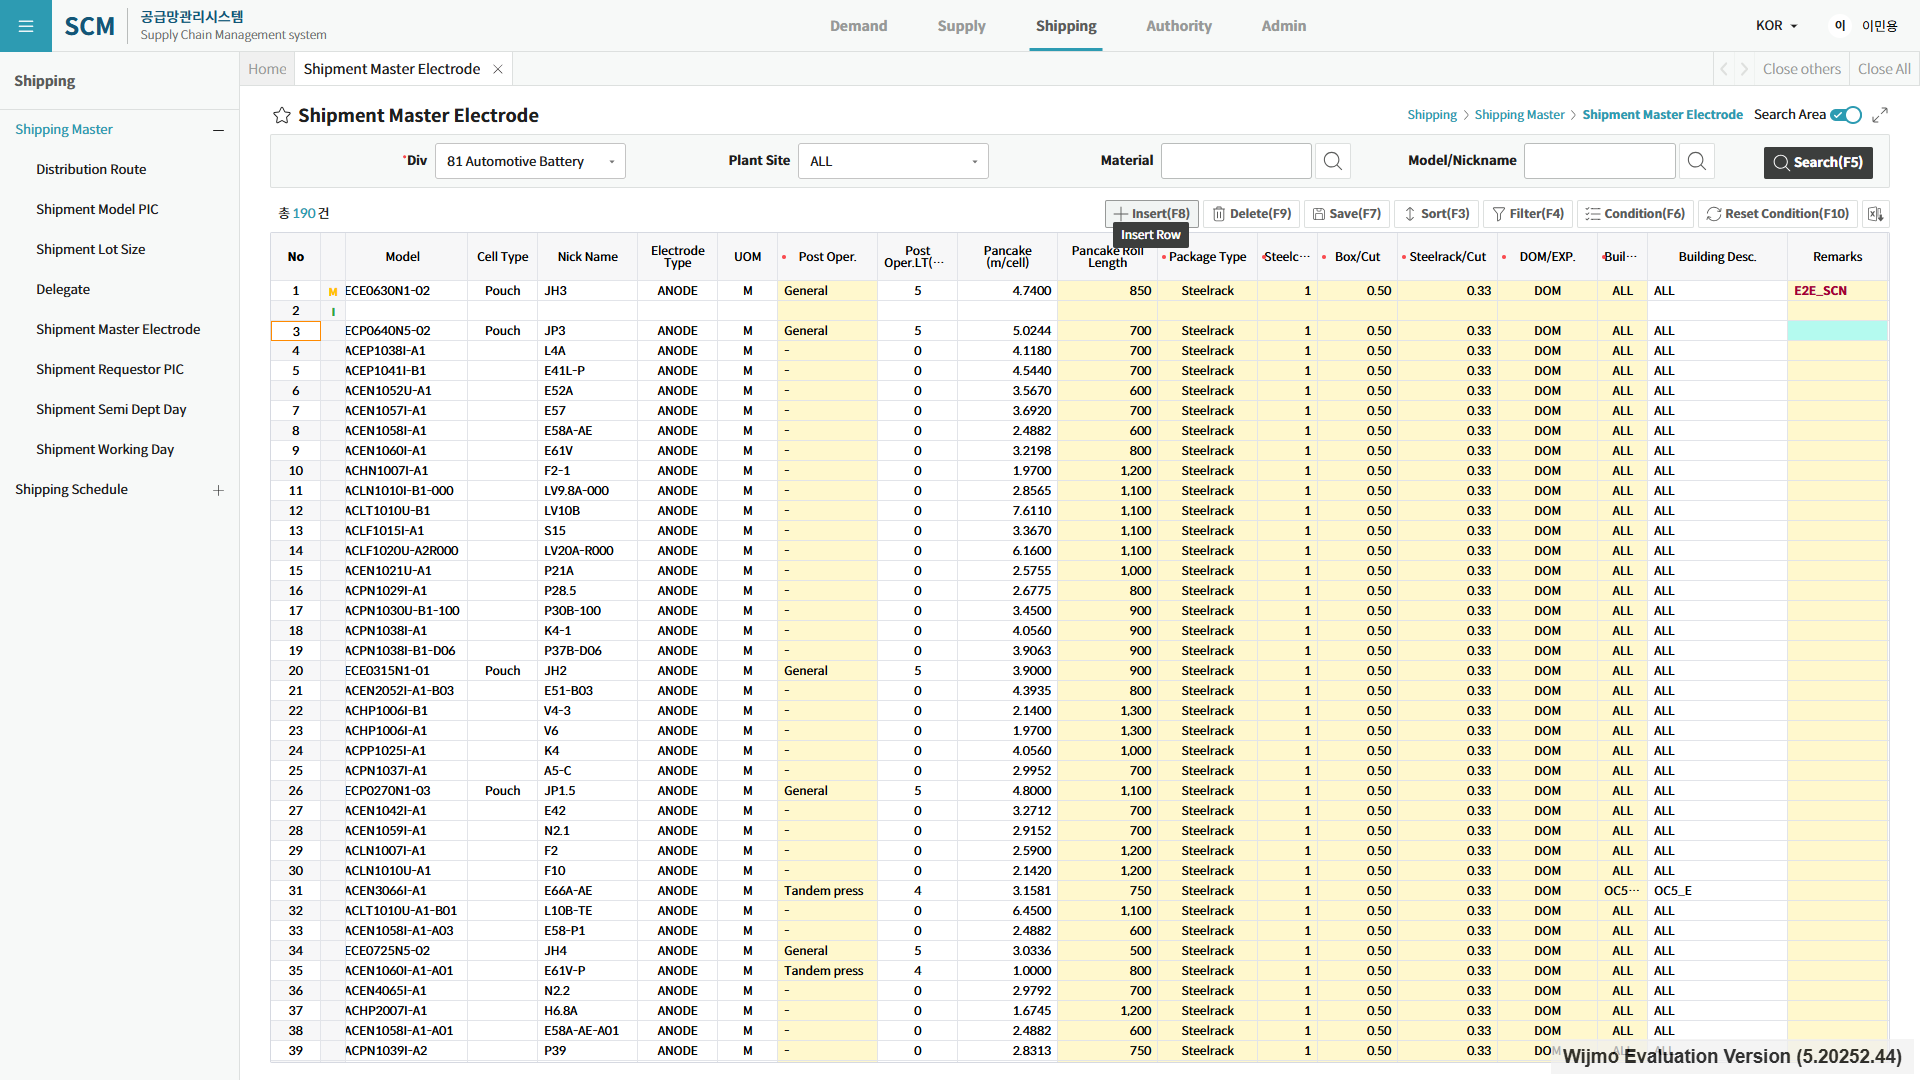 SCM 공급망관리시스템 Supply Chain Management system
Demand Supply Shipping Authority Admin
KOR 이 이민용
Shipping
Home Shipment Master Electrode
Close others Close All
Shipping Master
Distribution Route
Shipment Model PIC
Shipment Lot Size
Delegate
Shipment Master Electrode
Shipment Requestor PIC
Shipment Semi Dept Day
Shipment Working Day
Shipping Schedule
Shipment Master Electrode
Shipping > Shipping Master > Shipment Master Electrode Search Area
*Div 81 Automotive Battery Plant Site ALL Material Model/Nickname Search(F5)
총 190 건
Insert(F8) Delete(F9) Save(F7) Sort(F3) Filter(F4) Condition(F6) Reset Condition(F10)
Insert Row
No Model Cell Type Nick Name Electrode Type UOM Post Oper. Post Oper.LT(⋯ Pancake (m/cell) Pancake Roll Length Package Type Steelc⋯ Box/Cut Steelrack/Cut DOM/EXP. Buil⋯ Building Desc. Remarks
1 M ECE0630N1-02 Pouch JH3 ANODE M General 5 4.7400 850 Steelrack 1 0.50 0.33 DOM ALL ALL E2E_SCN
2 I
3 ECP0640N5-02 Pouch JP3 ANODE M General 5 5.0244 700 Steelrack 1 0.50 0.33 DOM ALL ALL
4 ACEP1038I-A1 L4A ANODE M - 0 4.1180 700 Steelrack 1 0.50 0.33 DOM ALL ALL
5 ACEP1041I-B1 E41L-P ANODE M - 0 4.5440 700 Steelrack 1 0.50 0.33 DOM ALL ALL
6 ACEN1052U-A1 E52A ANODE M - 0 3.5670 600 Steelrack 1 0.50 0.33 DOM ALL ALL
7 ACEN1057I-A1 E57 ANODE M - 0 3.6920 700 Steelrack 1 0.50 0.33 DOM ALL ALL
8 ACEN1058I-A1 E58A-AE ANODE M - 0 2.4882 600 Steelrack 1 0.50 0.33 DOM ALL ALL
9 ACEN1060I-A1 E61V ANODE M - 0 3.2198 800 Steelrack 1 0.50 0.33 DOM ALL ALL
10 ACHN1007I-A1 F2-1 ANODE M - 0 1.9700 1,200 Steelrack 1 0.50 0.33 DOM ALL ALL
11 ACLN1010I-B1-000 LV9.8A-000 ANODE M - 0 2.8565 1,100 Steelrack 1 0.50 0.33 DOM ALL ALL
12 ACLT1010U-B1 LV10B ANODE M - 0 7.6110 1,100 Steelrack 1 0.50 0.33 DOM ALL ALL
13 ACLF1015I-A1 S15 ANODE M - 0 3.3670 1,100 Steelrack 1 0.50 0.33 DOM ALL ALL
14 ACLF1020U-A2R000 LV20A-R000 ANODE M - 0 6.1600 1,100 Steelrack 1 0.50 0.33 DOM ALL ALL
15 ACEN1021U-A1 P21A ANODE M - 0 2.5755 1,000 Steelrack 1 0.50 0.33 DOM ALL ALL
16 ACPN1029I-A1 P28.5 ANODE M - 0 2.6775 800 Steelrack 1 0.50 0.33 DOM ALL ALL
17 ACPN1030U-B1-100 P30B-100 ANODE M - 0 3.4500 900 Steelrack 1 0.50 0.33 DOM ALL ALL
18 ACPN1038I-A1 K4-1 ANODE M - 0 4.0560 900 Steelrack 1 0.50 0.33 DOM ALL ALL
19 ACPN1038I-B1-D06 P37B-D06 ANODE M - 0 3.9063 900 Steelrack 1 0.50 0.33 DOM ALL ALL
20 ECE0315N1-01 Pouch JH2 ANODE M General 5 3.9000 900 Steelrack 1 0.50 0.33 DOM ALL ALL
21 ACEN2052I-A1-B03 E51-B03 ANODE M - 0 4.3935 800 Steelrack 1 0.50 0.33 DOM ALL ALL
22 ACHP1006I-B1 V4-3 ANODE M - 0 2.1400 1,300 Steelrack 1 0.50 0.33 DOM ALL ALL
23 ACHP1006I-A1 V6 ANODE M - 0 1.9700 1,300 Steelrack 1 0.50 0.33 DOM ALL ALL
24 ACPP1025I-A1 K4 ANODE M - 0 4.0560 1,000 Steelrack 1 0.50 0.33 DOM ALL ALL
25 ACPN1037I-A1 A5-C ANODE M - 0 2.9952 700 Steelrack 1 0.50 0.33 DOM ALL ALL
26 ECP0270N1-03 Pouch JP1.5 ANODE M General 5 4.8000 1,100 Steelrack 1 0.50 0.33 DOM ALL ALL
27 ACEN1042I-A1 E42 ANODE M - 0 3.2712 700 Steelrack 1 0.50 0.33 DOM ALL ALL
28 ACEN1059I-A1 N2.1 ANODE M - 0 2.9152 700 Steelrack 1 0.50 0.33 DOM ALL ALL
29 ACLN1007I-A1 F2 ANODE M - 0 2.5900 1,200 Steelrack 1 0.50 0.33 DOM ALL ALL
30 ACLN1010U-A1 F10 ANODE M - 0 2.1420 1,200 Steelrack 1 0.50 0.33 DOM ALL ALL
31 ACEN3066I-A1 E66A-AE ANODE M Tandem press 4 3.1581 750 Steelrack 1 0.50 0.33 DOM OC5⋯ OC5_E
32 ACLT1010U-A1-B01 L10B-TE ANODE M - 0 6.4500 1,100 Steelrack 1 0.50 0.33 DOM ALL ALL
33 ACEN1058I-A1-A03 E58-P1 ANODE M - 0 2.4882 600 Steelrack 1 0.50 0.33 DOM ALL ALL
34 ECE0725N5-02 JH4 ANODE M General 5 3.0336 500 Steelrack 1 0.50 0.33 DOM ALL ALL
35 ACEN1060I-A1-A01 E61V-P ANODE M Tandem press 4 1.0000 800 Steelrack 1 0.50 0.33 DOM ALL ALL
36 ACEN4065I-A1 N2.2 ANODE M - 0 2.9792 700 Steelrack 1 0.50 0.33 DOM ALL ALL
37 ACHP2007I-A1 H6.8A ANODE M - 0 1.6745 1,200 Steelrack 1 0.50 0.33 DOM ALL ALL
38 ACEN1058I-A1-A01 E58A-AE-A01 ANODE M - 0 2.4882 600 Steelrack 1 0.50 0.33 DOM ALL ALL
39 ACPN1039I-A2 P39 ANODE M - 0 2.8313 750 Steelrack 1 0.50 0.33 DOM ALL ALL
Wijmo Evaluation Version (5.20252.44)